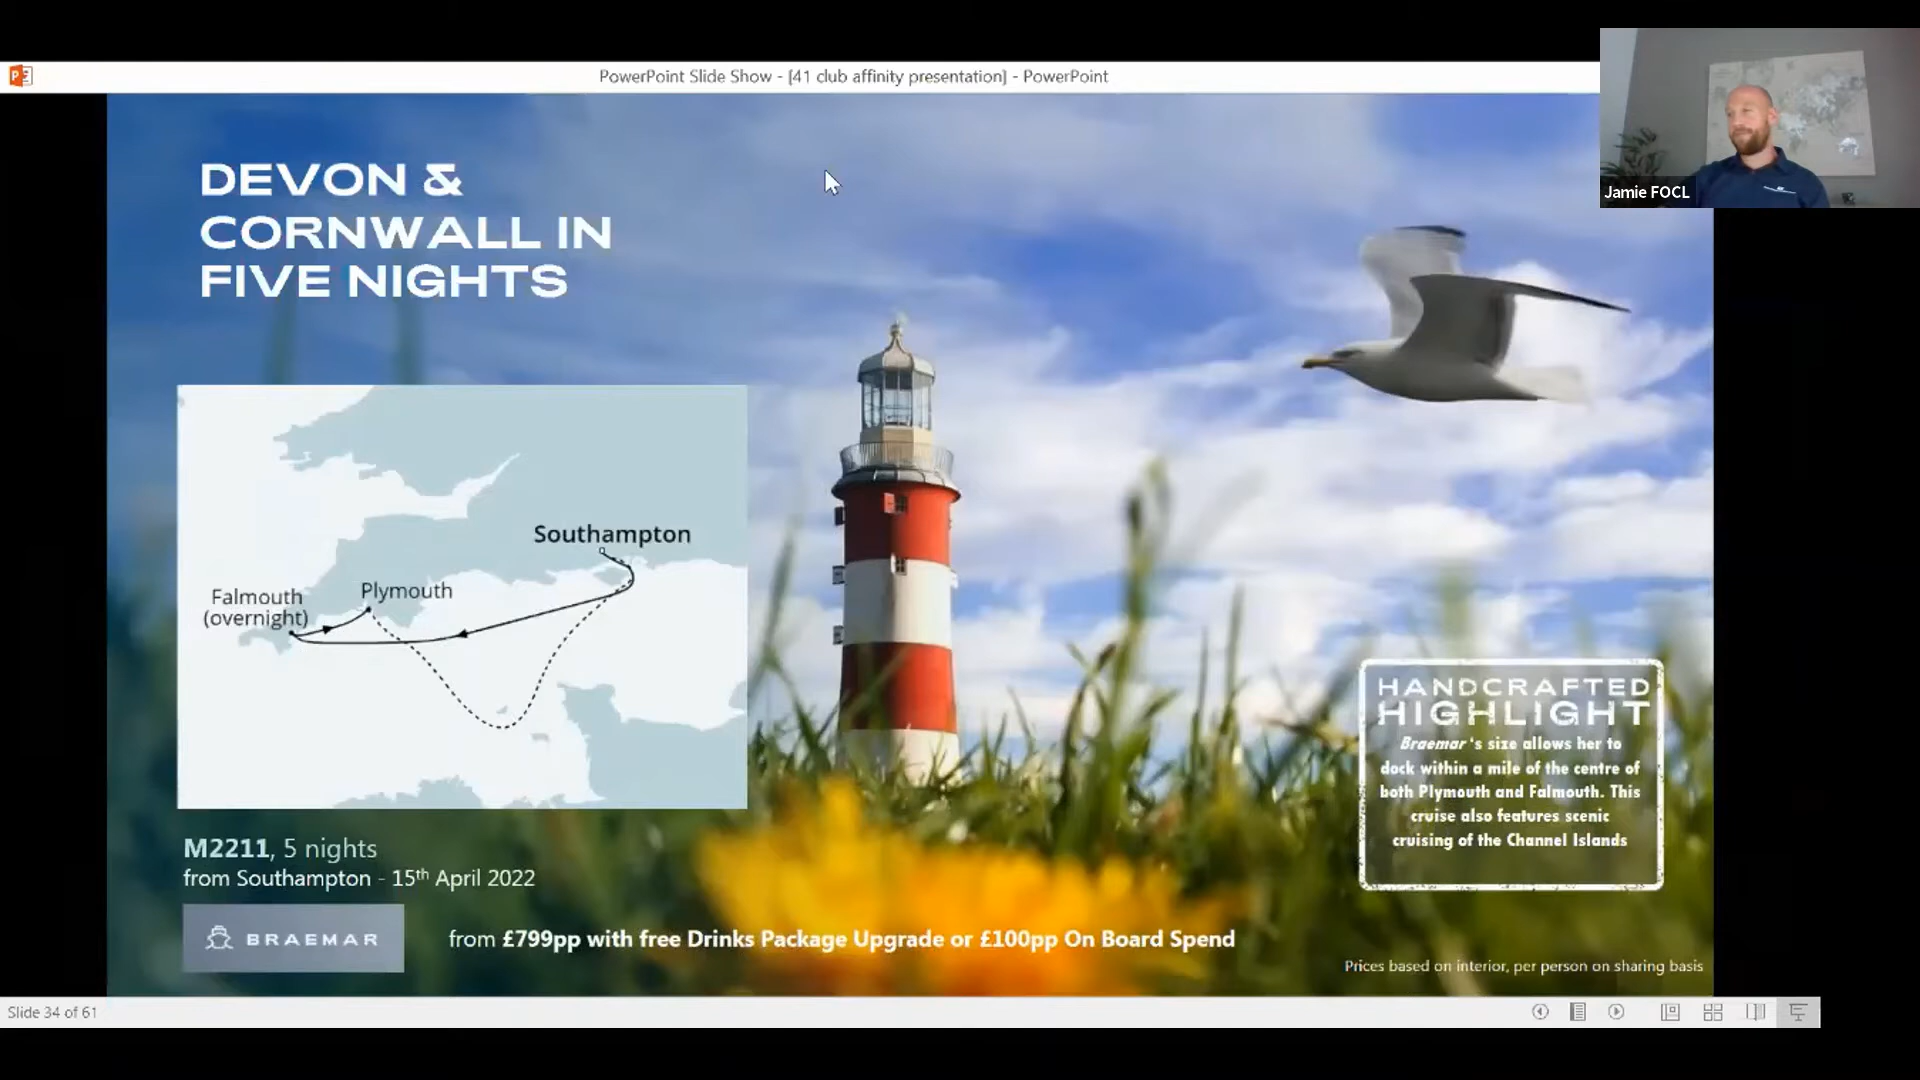 PowerPoint Slide Show - [41 club affinity presentation] - PowerPoint
Jamie FOCL
DEVON &
CORNWALL IN
FIVE NIGHTS
Southampton
Plymouth
Falmouth
(overnight)
HANDCRAFTED
HIGHLIGHT
Braemar 's size allows her to
dock within a mile of the centre of
both Plymouth and Falmouth. This
cruise also features scenic
cruising of the Channel Islands
M2211, 5 nights
from Southampton - 15th April 2022
BRAEMAR
from £799pp with free Drinks Package Upgrade or £100pp On Board Spend
Prices based on interior, per person on sharing basis
Slide 34 of 61